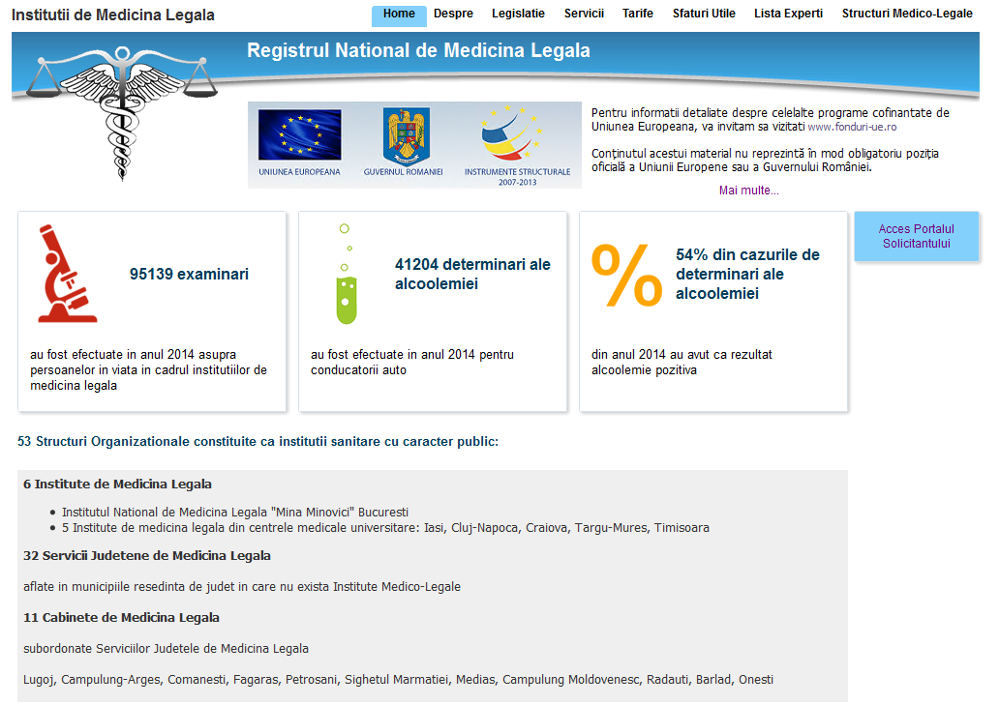 Institutii de Medicina Legala
Home Despre Legislatie Servicii Tarife Sfaturi Utile Lista Experti Structuri Medico-Legale
Registrul National de Medicina Legala
UNIUNEA EUROPEANA
GUVERNUL ROMANIEI
INSTRUMENTE STRUCTURALE
2007-2013
Pentru informatii detaliate despre celelalte programe cofinantate de
Uniunea Europeana, va invitam sa vizitati www.fonduri-ue.ro
Conţinutul acestui material nu reprezintă în mod obligatoriu poziţia
oficială a Uniunii Europene sau a Guvernului României.
Mai multe...
95139 examinari
au fost efectuate in anul 2014 asupra
persoanelor in viata in cadrul institutiilor de
medicina legala
41204 determinari ale
alcoolemiei
au fost efectuate in anul 2014 pentru
conducatorii auto
%
54% din cazurile de
determinari ale
alcoolemiei
din anul 2014 au avut ca rezultat
alcoolemie pozitiva
Acces Portalul
Solicitantului
53 Structuri Organizationale constituite ca institutii sanitare cu caracter public:
6 Institute de Medicina Legala
• Institutul National de Medicina Legala "Mina Minovici" Bucuresti
• 5 Institute de medicina legala din centrele medicale universitare: Iasi, Cluj-Napoca, Craiova, Targu-Mures, Timisoara
32 Servicii Judetene de Medicina Legala
aflate in municipiile resedinta de judet in care nu exista Institute Medico-Legale
11 Cabinete de Medicina Legala
subordonate Serviciilor Judetele de Medicina Legala
Lugoj, Campulung-Arges, Comanesti, Fagaras, Petrosani, Sighetul Marmatiei, Medias, Campulung Moldovenesc, Radauti, Barlad, Onesti